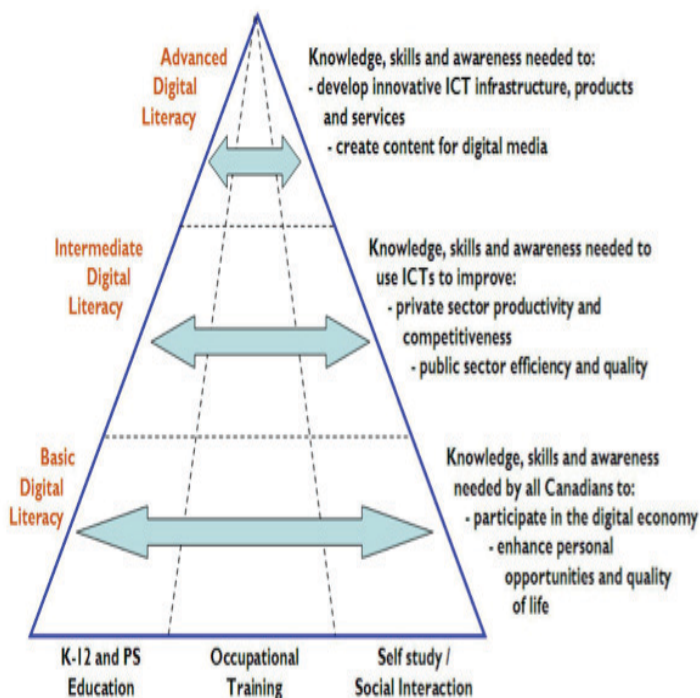 Advanced
Digital
Literacy
Knowledge, skills and awareness needed to:
- develop innovative ICT infrastructure, products
and services
- create content for digital media
Intermediate
Digital
Literacy
Knowledge, skills and awareness needed to
use ICTs to improve:
- private sector productivity and
competitiveness
- public sector efficiency and quality
Basic
Digital
Literacy
Knowledge, skills and awareness
needed by all Canadians to:
- participate in the digital economy
- enhance personal
opportunities and quality
of life
K-12 and PS
Education
Occupational
Training
Self study /
Social Interaction